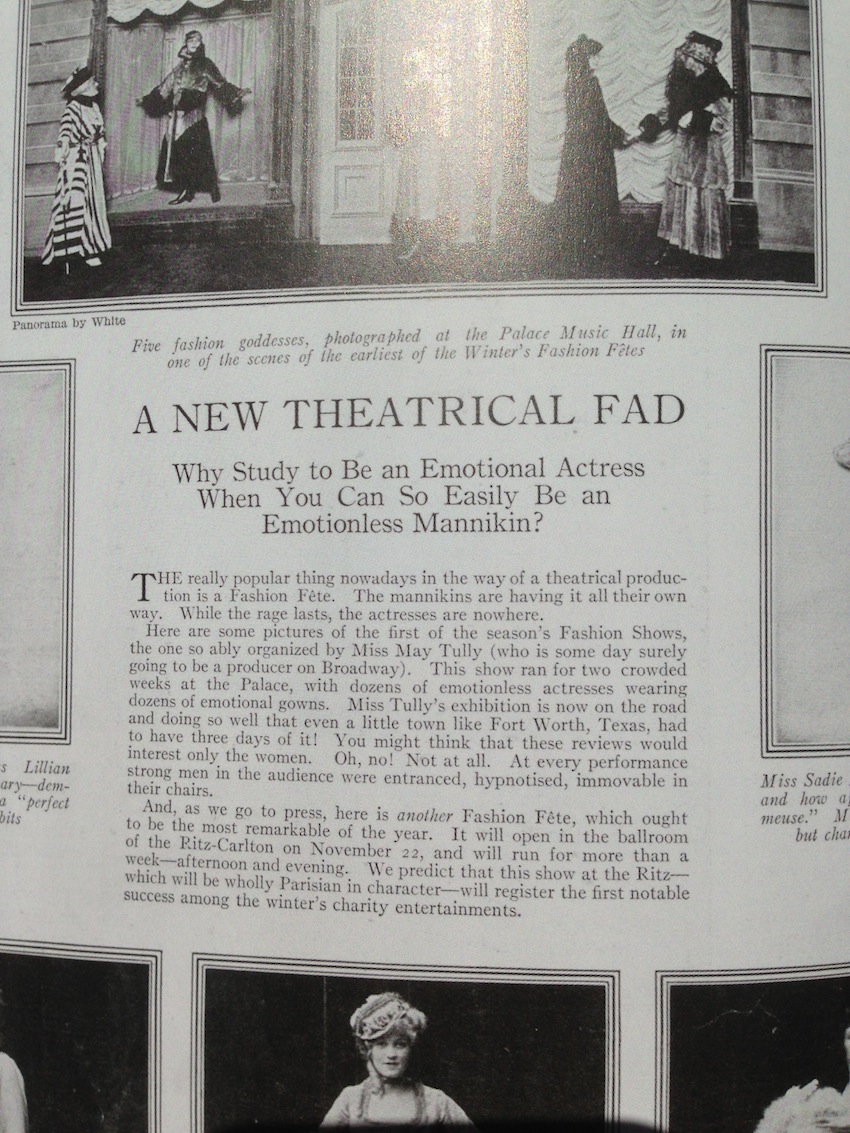 Panorama by White
Five fashion goddesses, photographed at the Palace Music Hall, in
one of the scenes of the earliest of the Winter's Fashion Fêtes
A NEW THEATRICAL FAD
Why Study to Be an Emotional Actress
When You Can So Easily Be an
Emotionless Mannikin?
THE really popular thing nowadays in the way of a theatrical produc-
tion is a Fashion Fête. The mannikins are having it all their own
way. While the rage lasts, the actresses are nowhere.
Here are some pictures of the first of the season's Fashion Shows,
the one so ably organized by Miss May Tully (who is some day surely
going to be a producer on Broadway). This show ran for two crowded
weeks at the Palace, with dozens of emotionless actresses wearing
dozens of emotional gowns. Miss Tully's exhibition is now on the road
and doing so well that even a little town like Fort Worth, Texas, had
to have three days of it! You might think that these reviews would
interest only the women. Oh, no! Not at all. At every performance
strong men in the audience were entranced, hypnotised, immovable in
their chairs.
And, as we go to press, here is another Fashion Fête, which ought
to be the most remarkable of the year. It will open in the ballroom
of the Ritz-Carlton on November 22, and will run for more than a
week—afternoon and evening. We predict that this show at the Ritz—
which will be wholly Parisian in character—will register the first notable
success among the winter's charity entertainments.
s Lillian
ary—dem-
a "perfect
bits
Miss Sadie
and how
meuse." M
but char